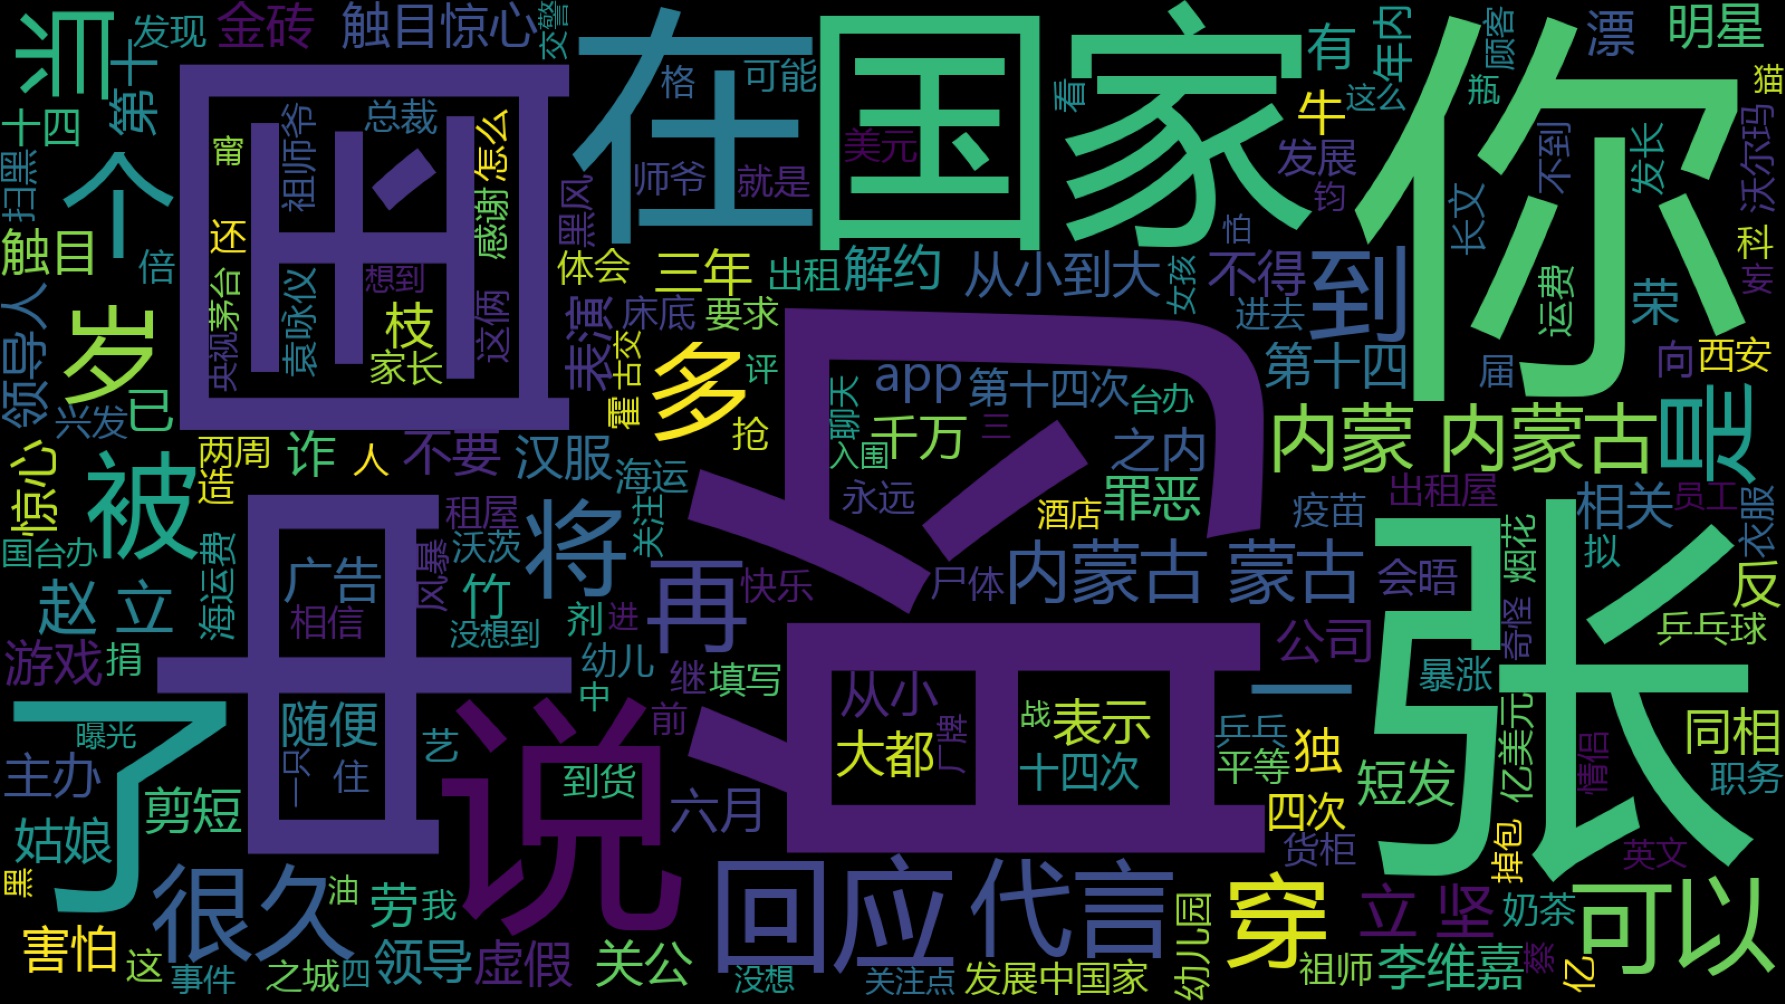 当
发现
金砖
触目惊心
交警
在
国家
你
有
年内
顾客
漂
明星
第十
格
可能
看
猫
十四
中国
总裁
祖师爷
甯
怎么
美元
牛
这么
瓶
沃尔玛
扫黑
个
师爷
就是
发展
钧
不到
发长
触目
倍
还
感谢
黑风
怕
长文
科
妄
领导人
岁
茅台
袁咏仪
想到
体会
三年
出租
解约
从小到大
女孩
不得
到
运费
荣
央视
枝
这俩
表演
床底
要求
进去
家长
霍
古交
多
评
app
第十四次
台办
第十四
届
向
西安
兴发
已
聊天
千万
三
内蒙
内蒙古
是
惊心
两周
诈
人
不要
汉服
抢
入围
之内
造
被
海运
永远
罪恶
出租屋
相关
员工
国台办
租屋
将
关注
酒店
疫苗
衣服
海运费
广告
风暴
沃茨
再
会
尸体
内蒙古
蒙古
会晤
烟花
拟
张
反
赵
立
相信
竹
快乐
没想到
剂
进
奇怪
乒乓球
游戏
捐
幼儿
继
填写
公司
暴涨
了
曝光
随便
说
中
前
从小
一
亿美元
同相
主办
一只
住
艺
到货
大都
厂牌
战
表示
乒乓
独
平等
短发
情侣
职务
剪短
六月
十四次
四次
姑娘
货柜
掉包
英文
黑
很久
油
劳
我
回应
代言
幼儿园
穿
立
坚
奶茶
可以
害怕
这
事件
之城
四
领导
虚假
关公
没想
关注点
发展中国家
祖师
李维嘉
蔡
亿